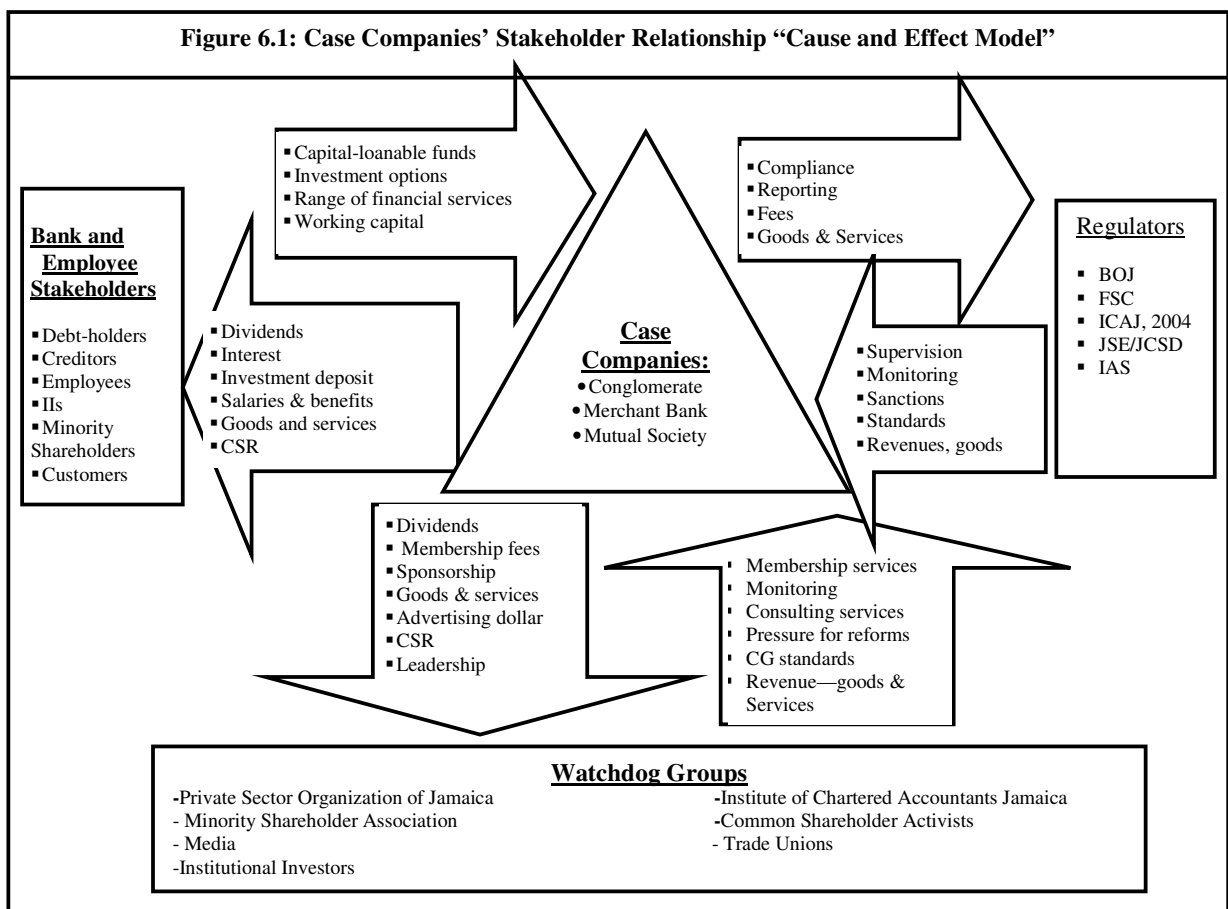 Figure 6.1: Case Companies’ Stakeholder Relationship “Cause and Effect Model”
▪Capital-loanable funds
▪Investment options
▪Range of financial services
▪Working capital
▪Compliance
▪Reporting
▪Fees
▪Goods & Services
Bank and
Employee
Stakeholders
▪Debt-holders
▪Creditors
▪Employees
▪IIs
▪Minority
Shareholders
▪Customers
▪Dividends
▪Interest
▪Investment deposit
▪Salaries & benefits
▪Goods and services
▪CSR
Case
Companies:
•Conglomerate
•Merchant Bank
•Mutual Society
▪Supervision
▪Monitoring
▪Sanctions
▪Standards
▪Revenues, goods
Regulators
▪ BOJ
▪ FSC
▪ ICAJ, 2004
▪ JSE/JCSD
▪ IAS
▪Dividends
▪ Membership fees
▪Sponsorship
▪Goods & services
▪Advertising dollar
▪CSR
▪Leadership
▪ Membership services
▪ Monitoring
▪ Consulting services
▪ Pressure for reforms
▪ CG standards
▪ Revenue—goods &
Services
Watchdog Groups
-Private Sector Organization of Jamaica
- Minority Shareholder Association
- Media
-Institutional Investors
-Institute of Chartered Accountants Jamaica
-Common Shareholder Activists
- Trade Unions